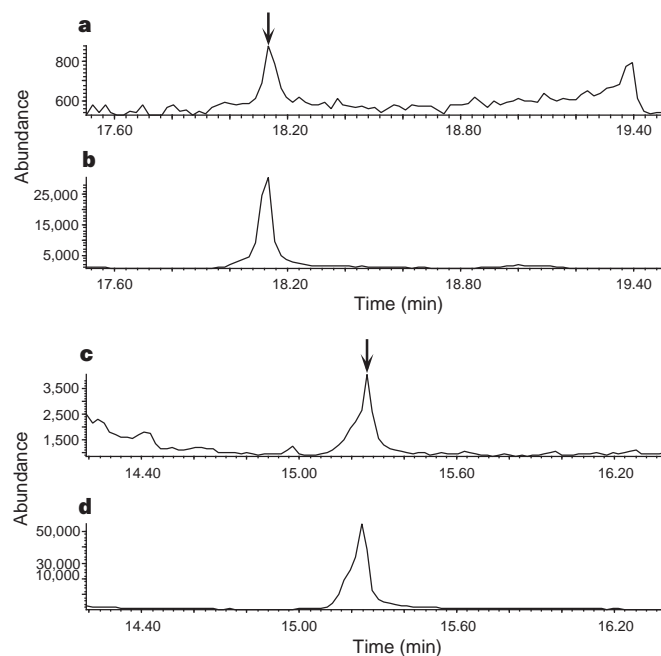 a
800
600
17.60 18.20 18.80 19.40
b
Abundance
25,000
15,000
5,000
17.60 18.20 18.80 19.40
Time (min)
c
3,500
2,500
1,500
14.40 15.00 15.60 16.20
d
Abundance
50,000
30,000
10,000
14.40 15.00 15.60 16.20
Time (min)